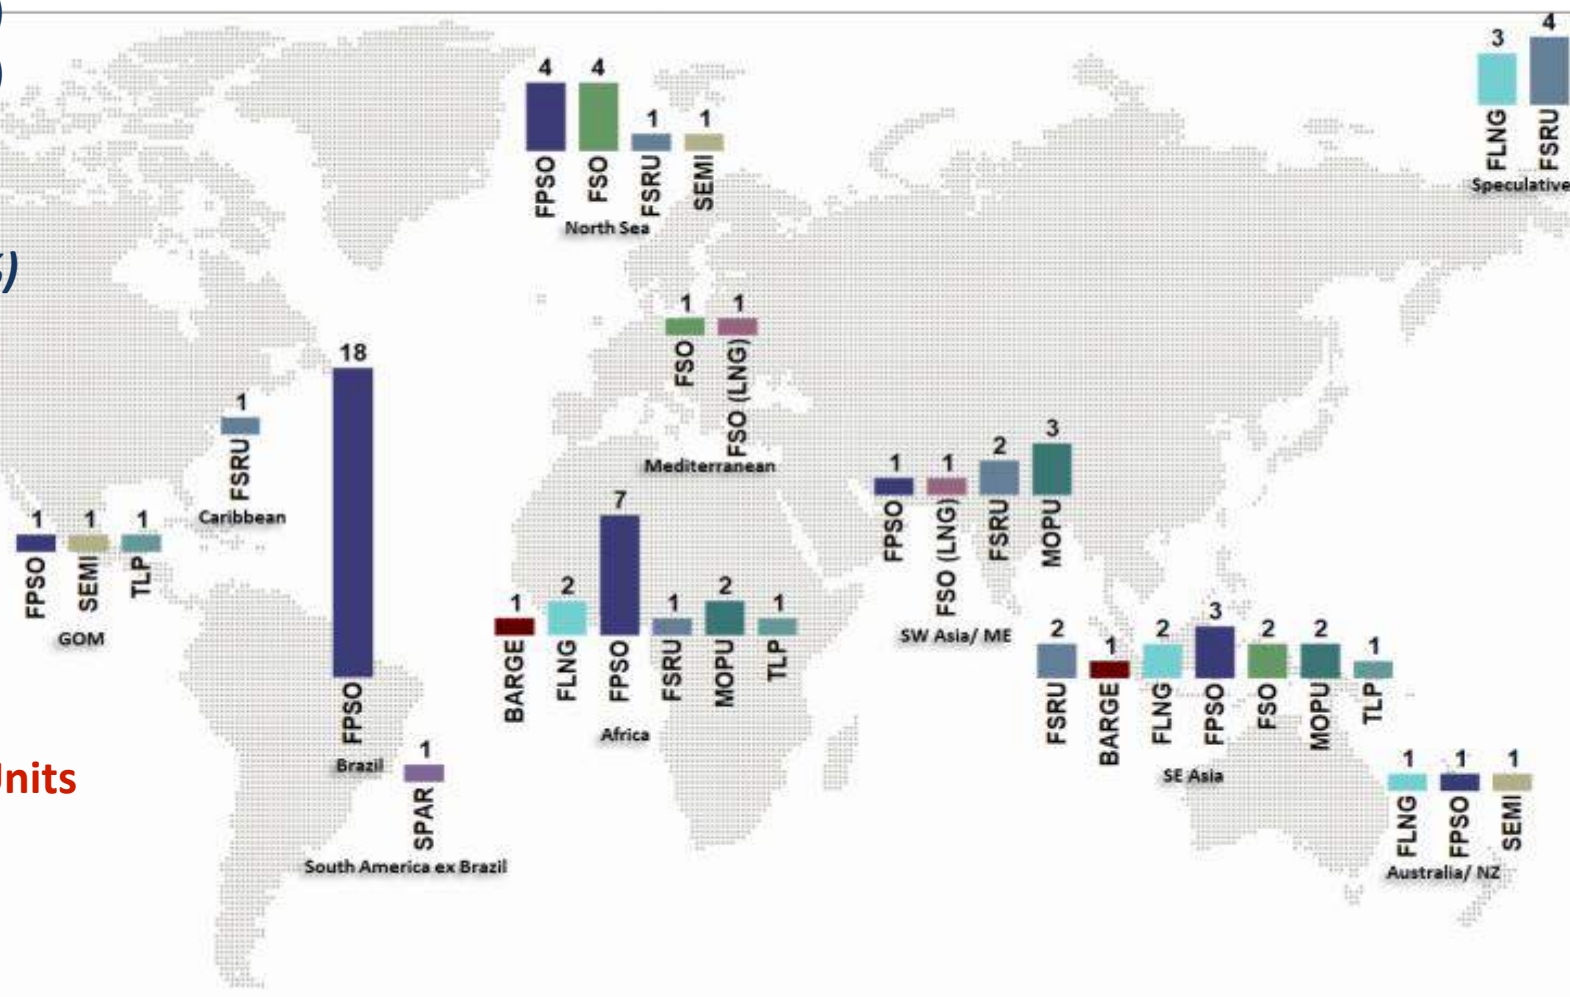 )
)
4 4 1 1
FPSO FSO FSRU SEMI
North Sea
3 4
FLNG FSRU
Speculative
1 1
FSO FSO (LNG)
Mediterranean
18
FPSO
Brazil
1
FSRU
Caribbean
1 1 1
FPSO SEMI TLP
GOM
1 2 7 1 2 1
BARGE FLNG FPSO FSRU MOPU TLP
Africa
1 1 2 3
FPSO FSO (LNG) FSRU MOPU
SW Asia/ ME
2 1 2 3 2 2 1
FSRU BARGE FLNG FPSO FSO MOPU TLP
SE Asia
Units
1
SPAR
South America ex Brazil
1 1 1
FLNG FPSO SEMI
Australia/ NZ